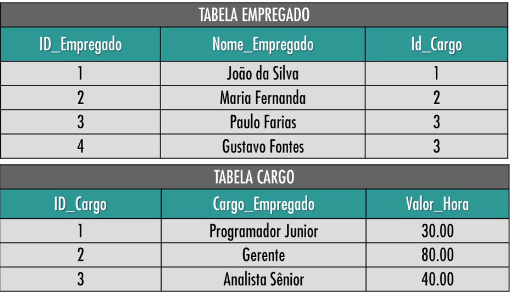 TABELA EMPREGADO
ID_Empregado Nome_Empregado Id_Cargo
1 João da Silva 1
2 Maria Fernanda 2
3 Paulo Farias 3
4 Gustavo Fontes 3
TABELA CARGO
ID_Cargo Cargo_Empregado Valor_Hora
1 Programador Junior 30.00
2 Gerente 80.00
3 Analista Sênior 40.00